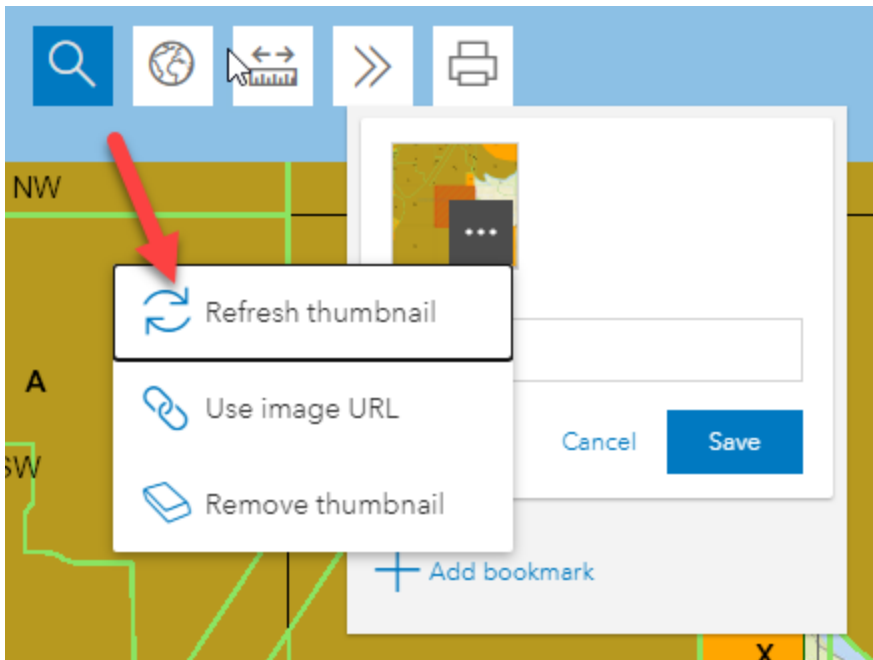 NW
Refresh thumbnail
A
Use image URL
Cancel
Save
SW
Remove thumbnail
Add bookmark
X